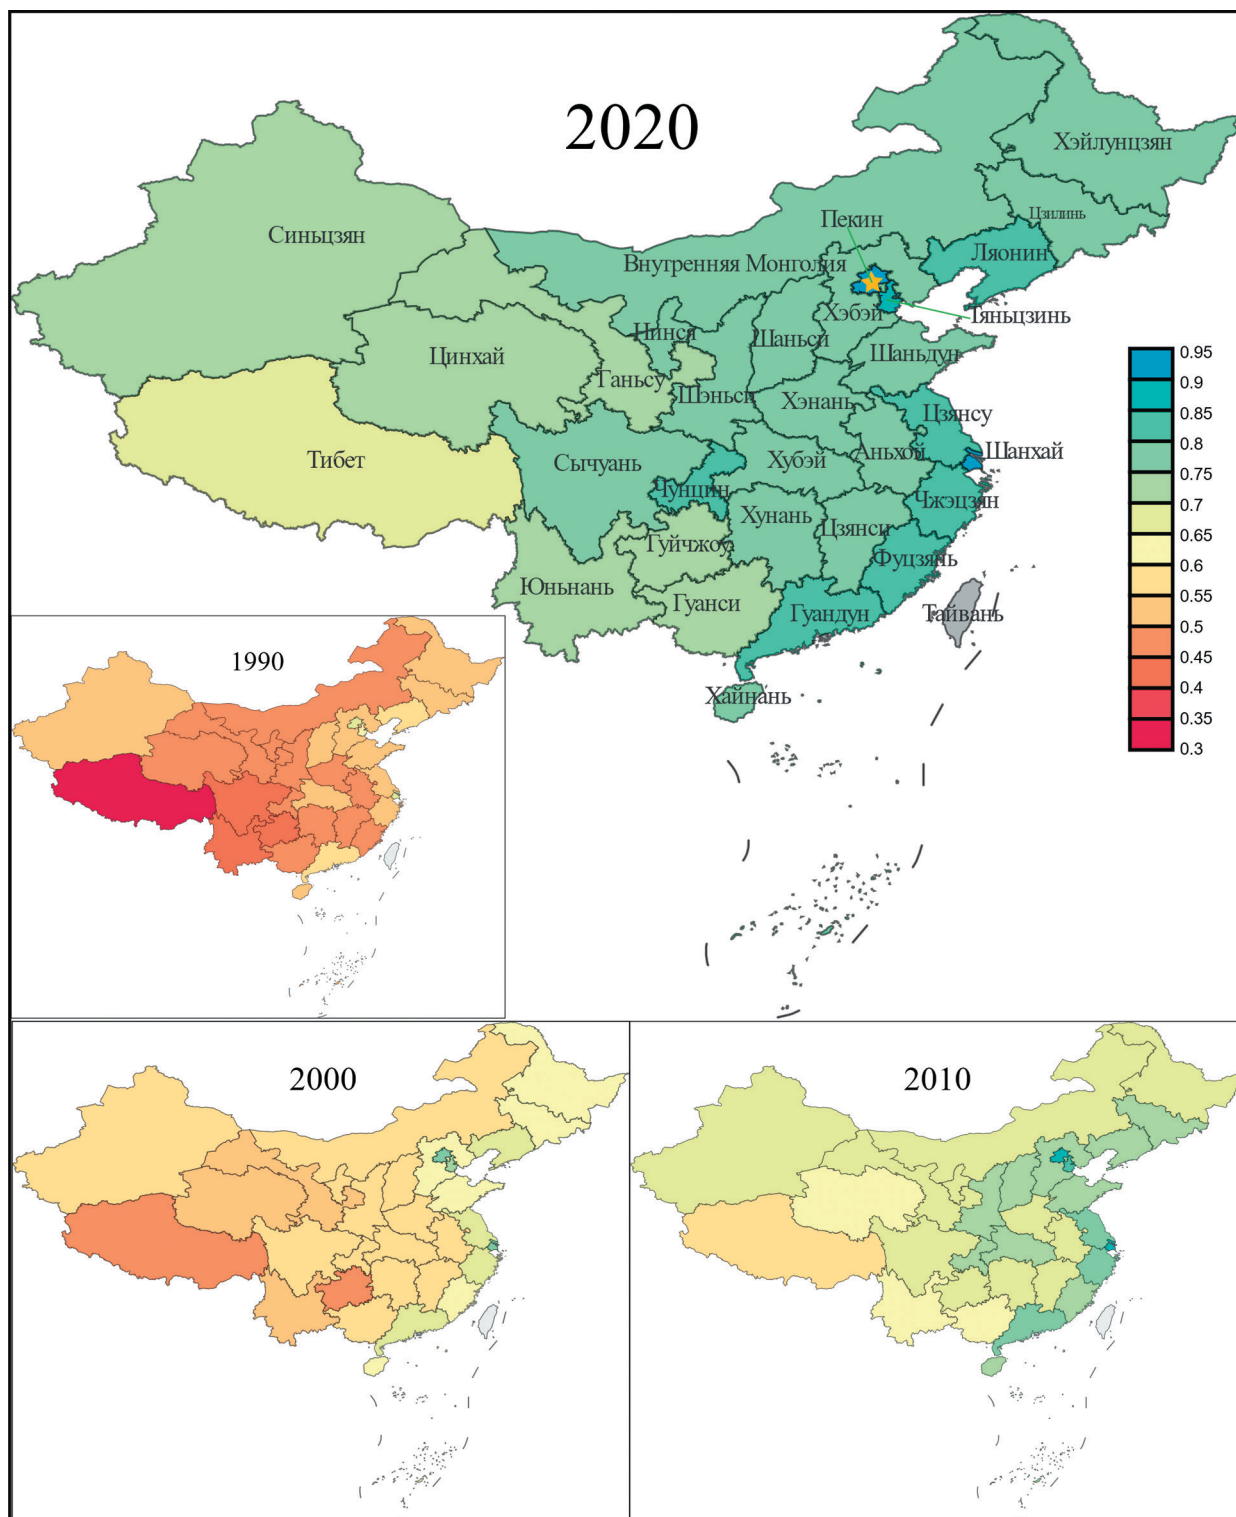 2020
Хэйлунцзян
Цзилинь
Пекин
Синьцзян
Ляонин
Внутренняя Монголия
Хэбэй
Тяньцзинь
Нинся
Шаньси
Цинхай
Шаньдун
Ганьсу
Шэньси
Хэнань
Цзянсу
Тибет
Сычуань
Хубэй
Аньхой
Шанхай
Чунцин
Чжэцзян
Хунань
Цзянси
Гуйчжоу
Фуцзянь
Юньнань
Гуанси
Гуандун
Тайвань
Хайнань
0.95
0.9
0.85
0.8
0.75
0.7
0.65
0.6
0.55
0.5
0.45
0.4
0.35
0.3
1990
2000
2010